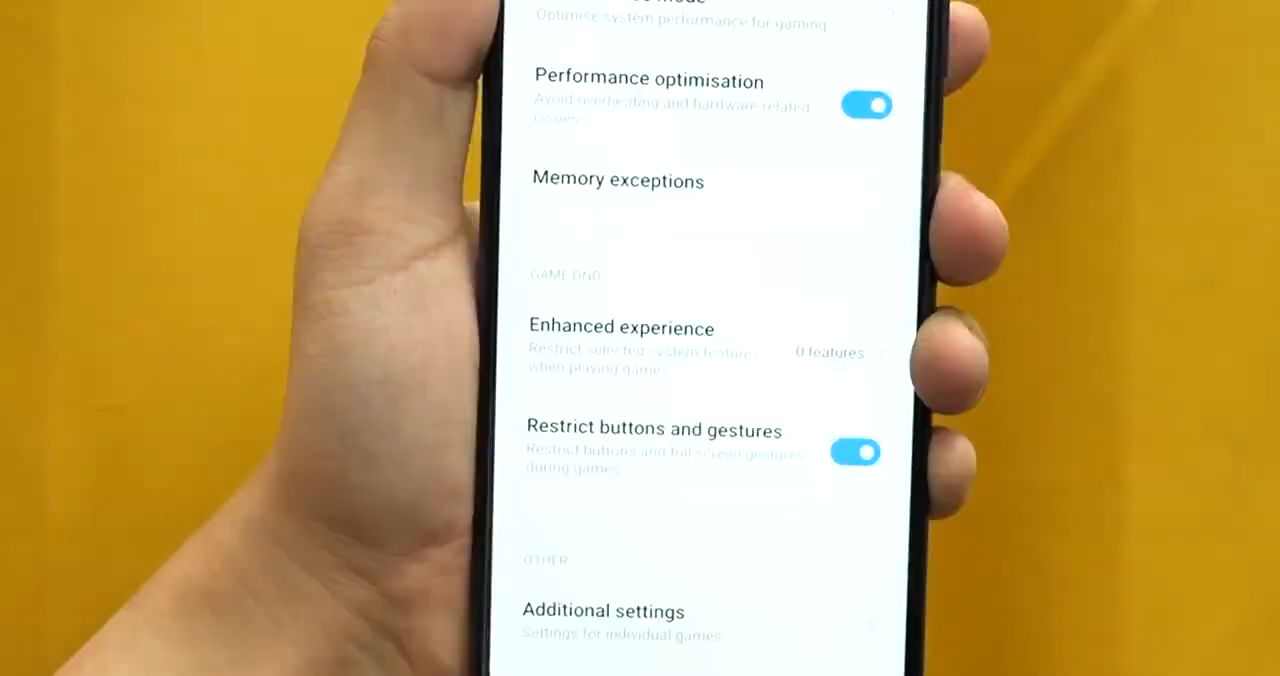 mode
Optimise system performance for gaming
Performance optimisation
Avoid overheating and hardware-related
issues
Memory exceptions
GAME DND
Enhanced experience
Restrict selected system features
when playing games
0 features
Restrict buttons and gestures
Restrict buttons and full screen gestures
during games
OTHER
Additional settings
Settings for individual games